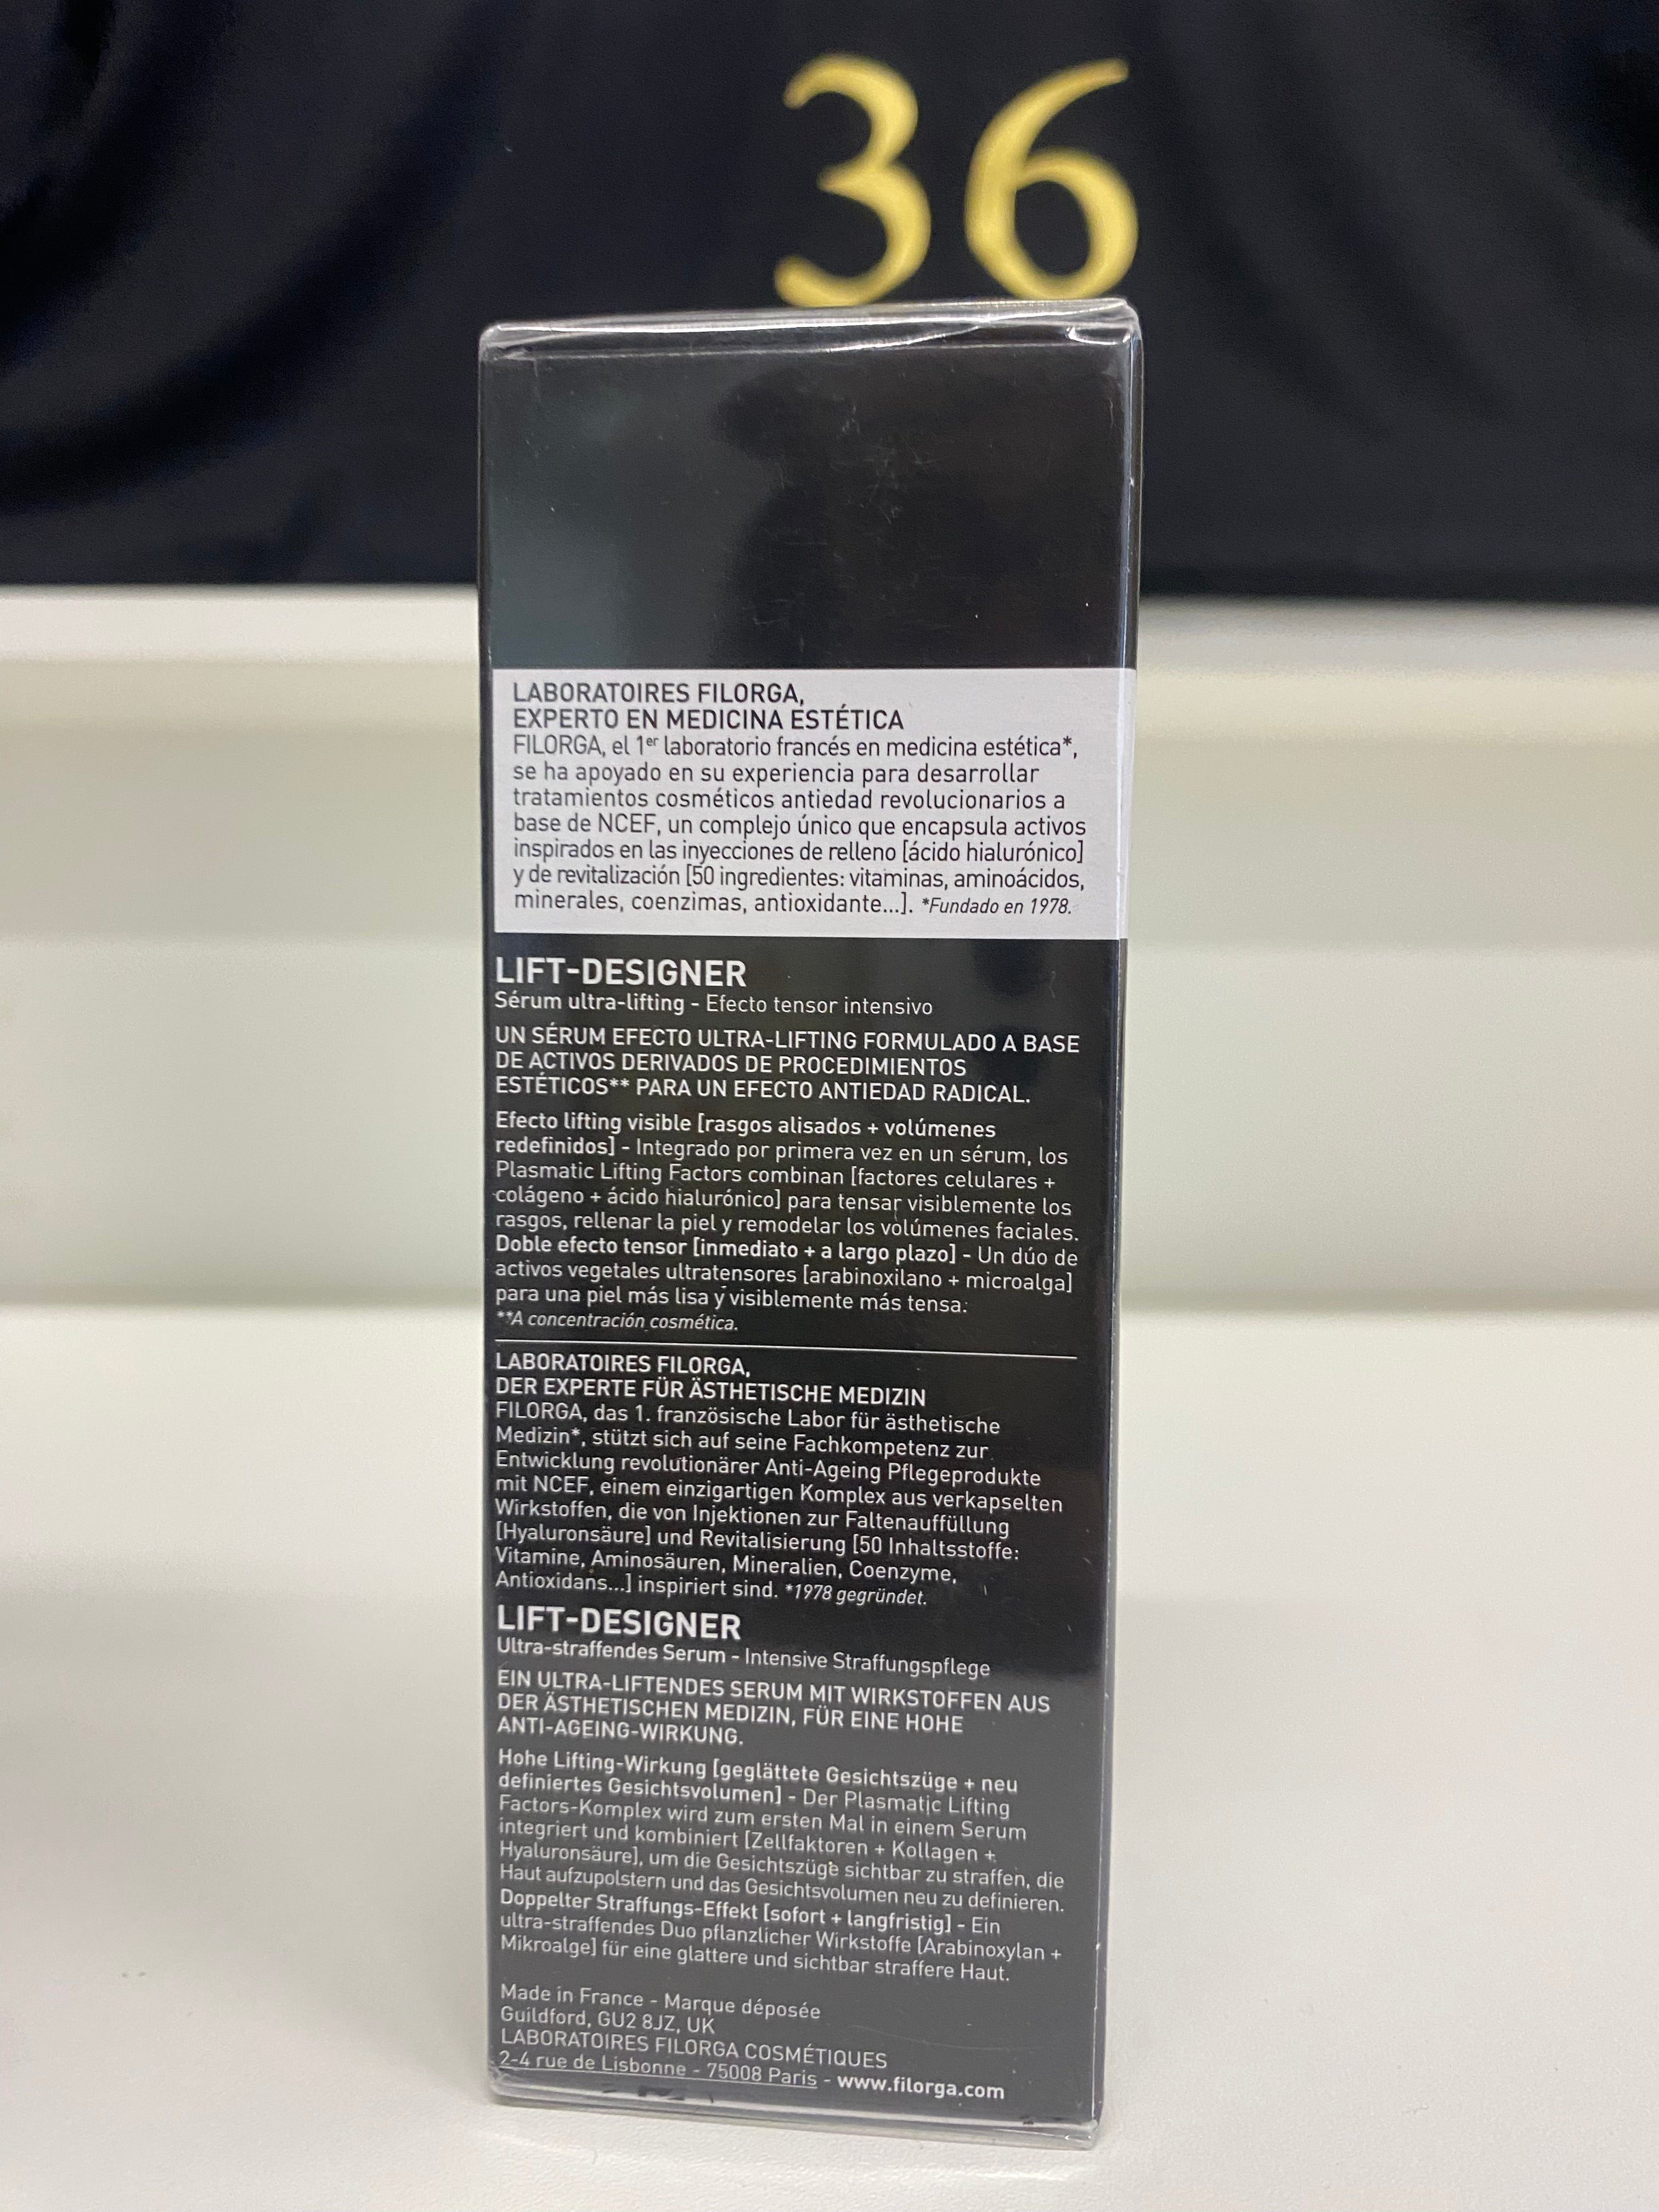 36
LABORATOIRES FILORGA,
EXPERTO EN MEDICINA ESTÉTICA
FILORGA, el 1er laboratorio francés en medicina estética*,
se ha apoyado en su experiencia para desarrollar
tratamientos cosméticos antiedad revolucionarios a
base de NCEF, un complejo único que encapsula activos
inspirados en las inyecciones de relleno [ácido hialurónico]
y de revitalización [50 ingredientes: vitaminas, aminoácidos,
minerales, coenzimas, antioxidante...]. *Fundado en 1978.
LIFT-DESIGNER
Sérum ultra-lifting - Efecto tensor intensivo
UN SÉRUM EFECTO ULTRA-LIFTING FORMULADO A BASE
DE ACTIVOS DERIVADOS DE PROCEDIMIENTOS
ESTÉTICOS** PARA UN EFECTO ANTIEDAD RADICAL.
Efecto lifting visible [rasgos alisados + volúmenes
redefinidos] - Integrado por primera vez en un sérum, los
Plasmatic Lifting Factors combinan [factores celulares +
colágeno + ácido hialurónico] para tensar visiblemente los
rasgos, rellenar la piel y remodelar los volúmenes faciales.
Doble efecto tensor [inmediato + a largo plazo] - Un dúo de
activos vegetales ultratensores [arabinoxilano + microalga]
para una piel más lisa y visiblemente más tensa.
**A concentración cosmética.
LABORATOIRES FILORGA,
DER EXPERTE FÜR ÄSTHETISCHE MEDIZIN
FILORGA, das 1. französische Labor für ästhetische
Medizin*, stützt sich auf seine Fachkompetenz zur
Entwicklung revolutionärer Anti-Ageing Pflegeprodukte
mit NCEF, einem einzigartigen Komplex aus verkapselten
Wirkstoffen, die von Injektionen zur Faltenauffüllung
[Hyaluronsäure] und Revitalisierung [50 Inhaltsstoffe:
Vitamine, Aminosäuren, Mineralien, Coenzyme,
Antioxidans...] inspiriert sind. *1978 gegründet.
LIFT-DESIGNER
Ultra-straffendes Serum - Intensive Straffungspflege
EIN ULTRA-LIFTENDES SERUM MIT WIRKSTOFFEN AUS
DER ÄSTHETISCHEN MEDIZIN, FÜR EINE HOHE
ANTI-AGEING-WIRKUNG.
Hohe Lifting-Wirkung [geglättete Gesichtszüge + neu
definiertes Gesichtsvolumen] - Der Plasmatic Lifting
Factors-Komplex wird zum ersten Mal in einem Serum
integriert und kombiniert [Zellfaktoren + Kollagen +
Hyaluronsäure], um die Gesichtszüge sichtbar zu straffen, die
Haut aufzupolstern und das Gesichtsvolumen neu zu definieren.
Doppelter Straffungs-Effekt [sofort + langfristig] - Ein
ultra-straffendes Duo pflanzlicher Wirkstoffe [Arabinoxylan +
Mikroalge] für eine glattere und sichtbar straffere Haut.
Made in France - Marque déposée
Guildford, GU2 8JZ, UK
LABORATOIRES FILORGA COSMÉTIQUES
2-4 rue de Lisbonne - 75008 Paris - www.filorga.com